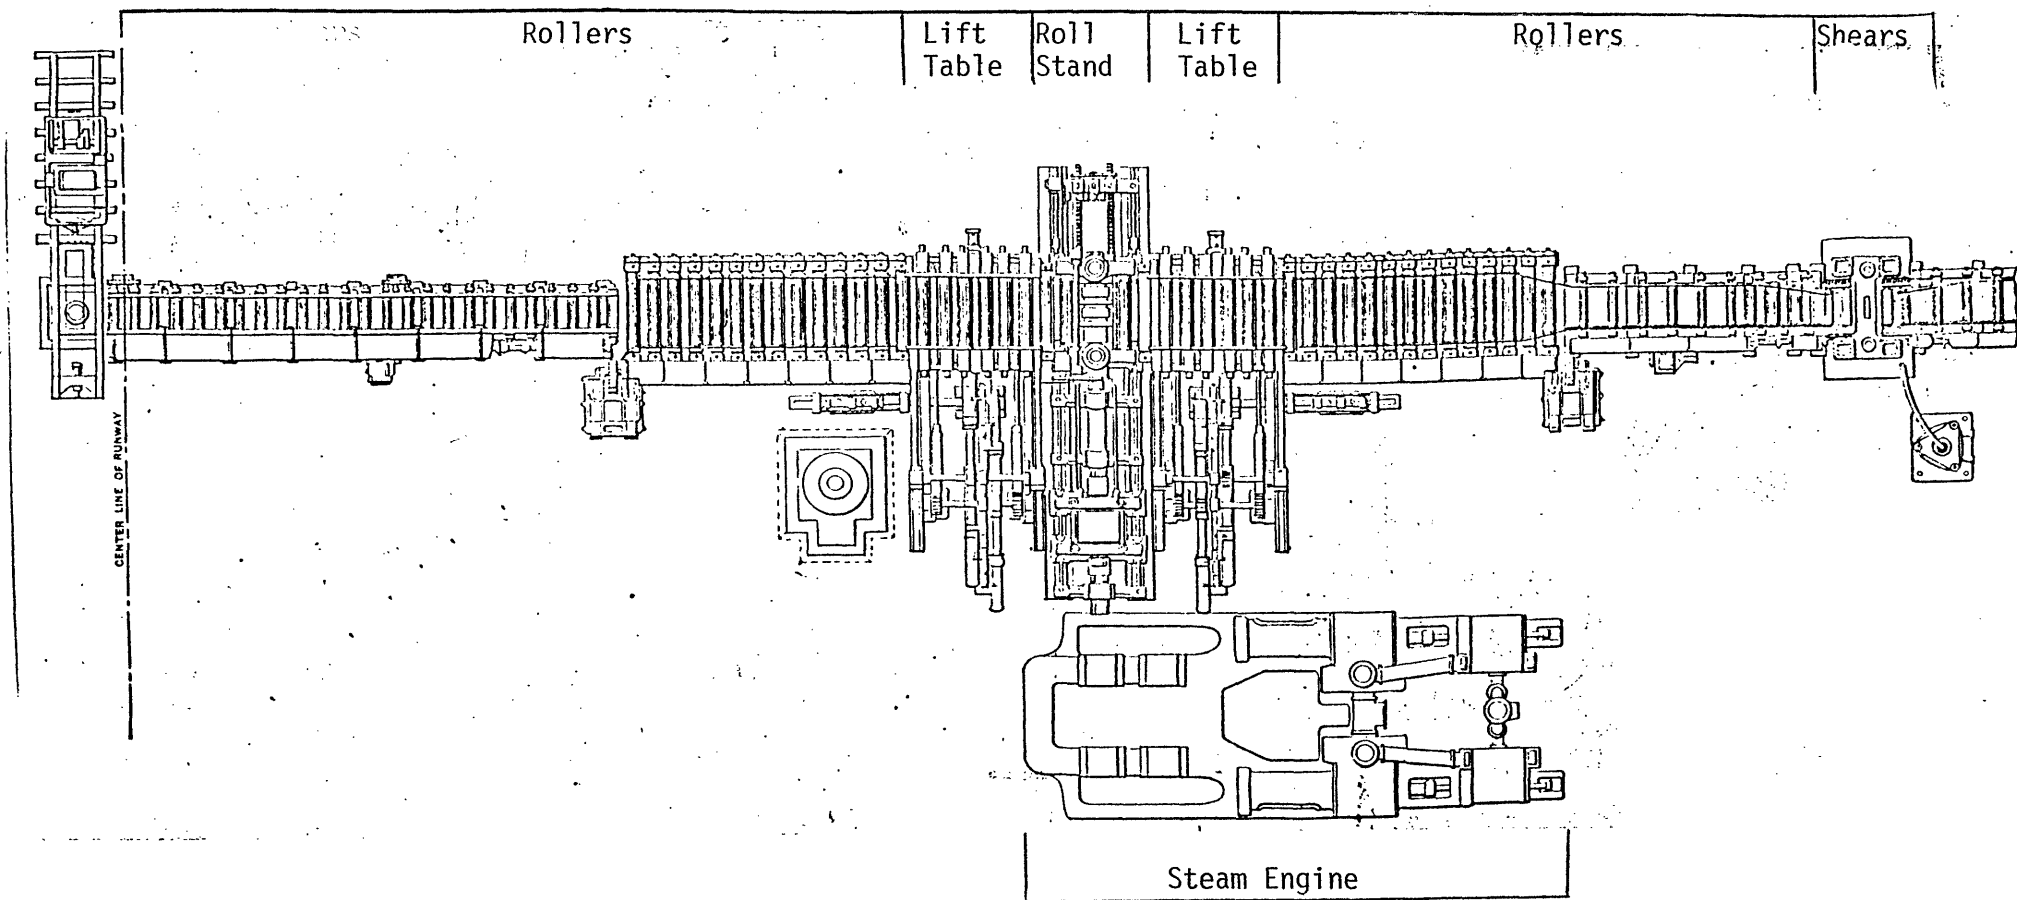 Rollers
Lift
Table
Roll
Stand
Lift
Table
Rollers
Shears
CENTER LINE OF RUNWAY
Steam Engine